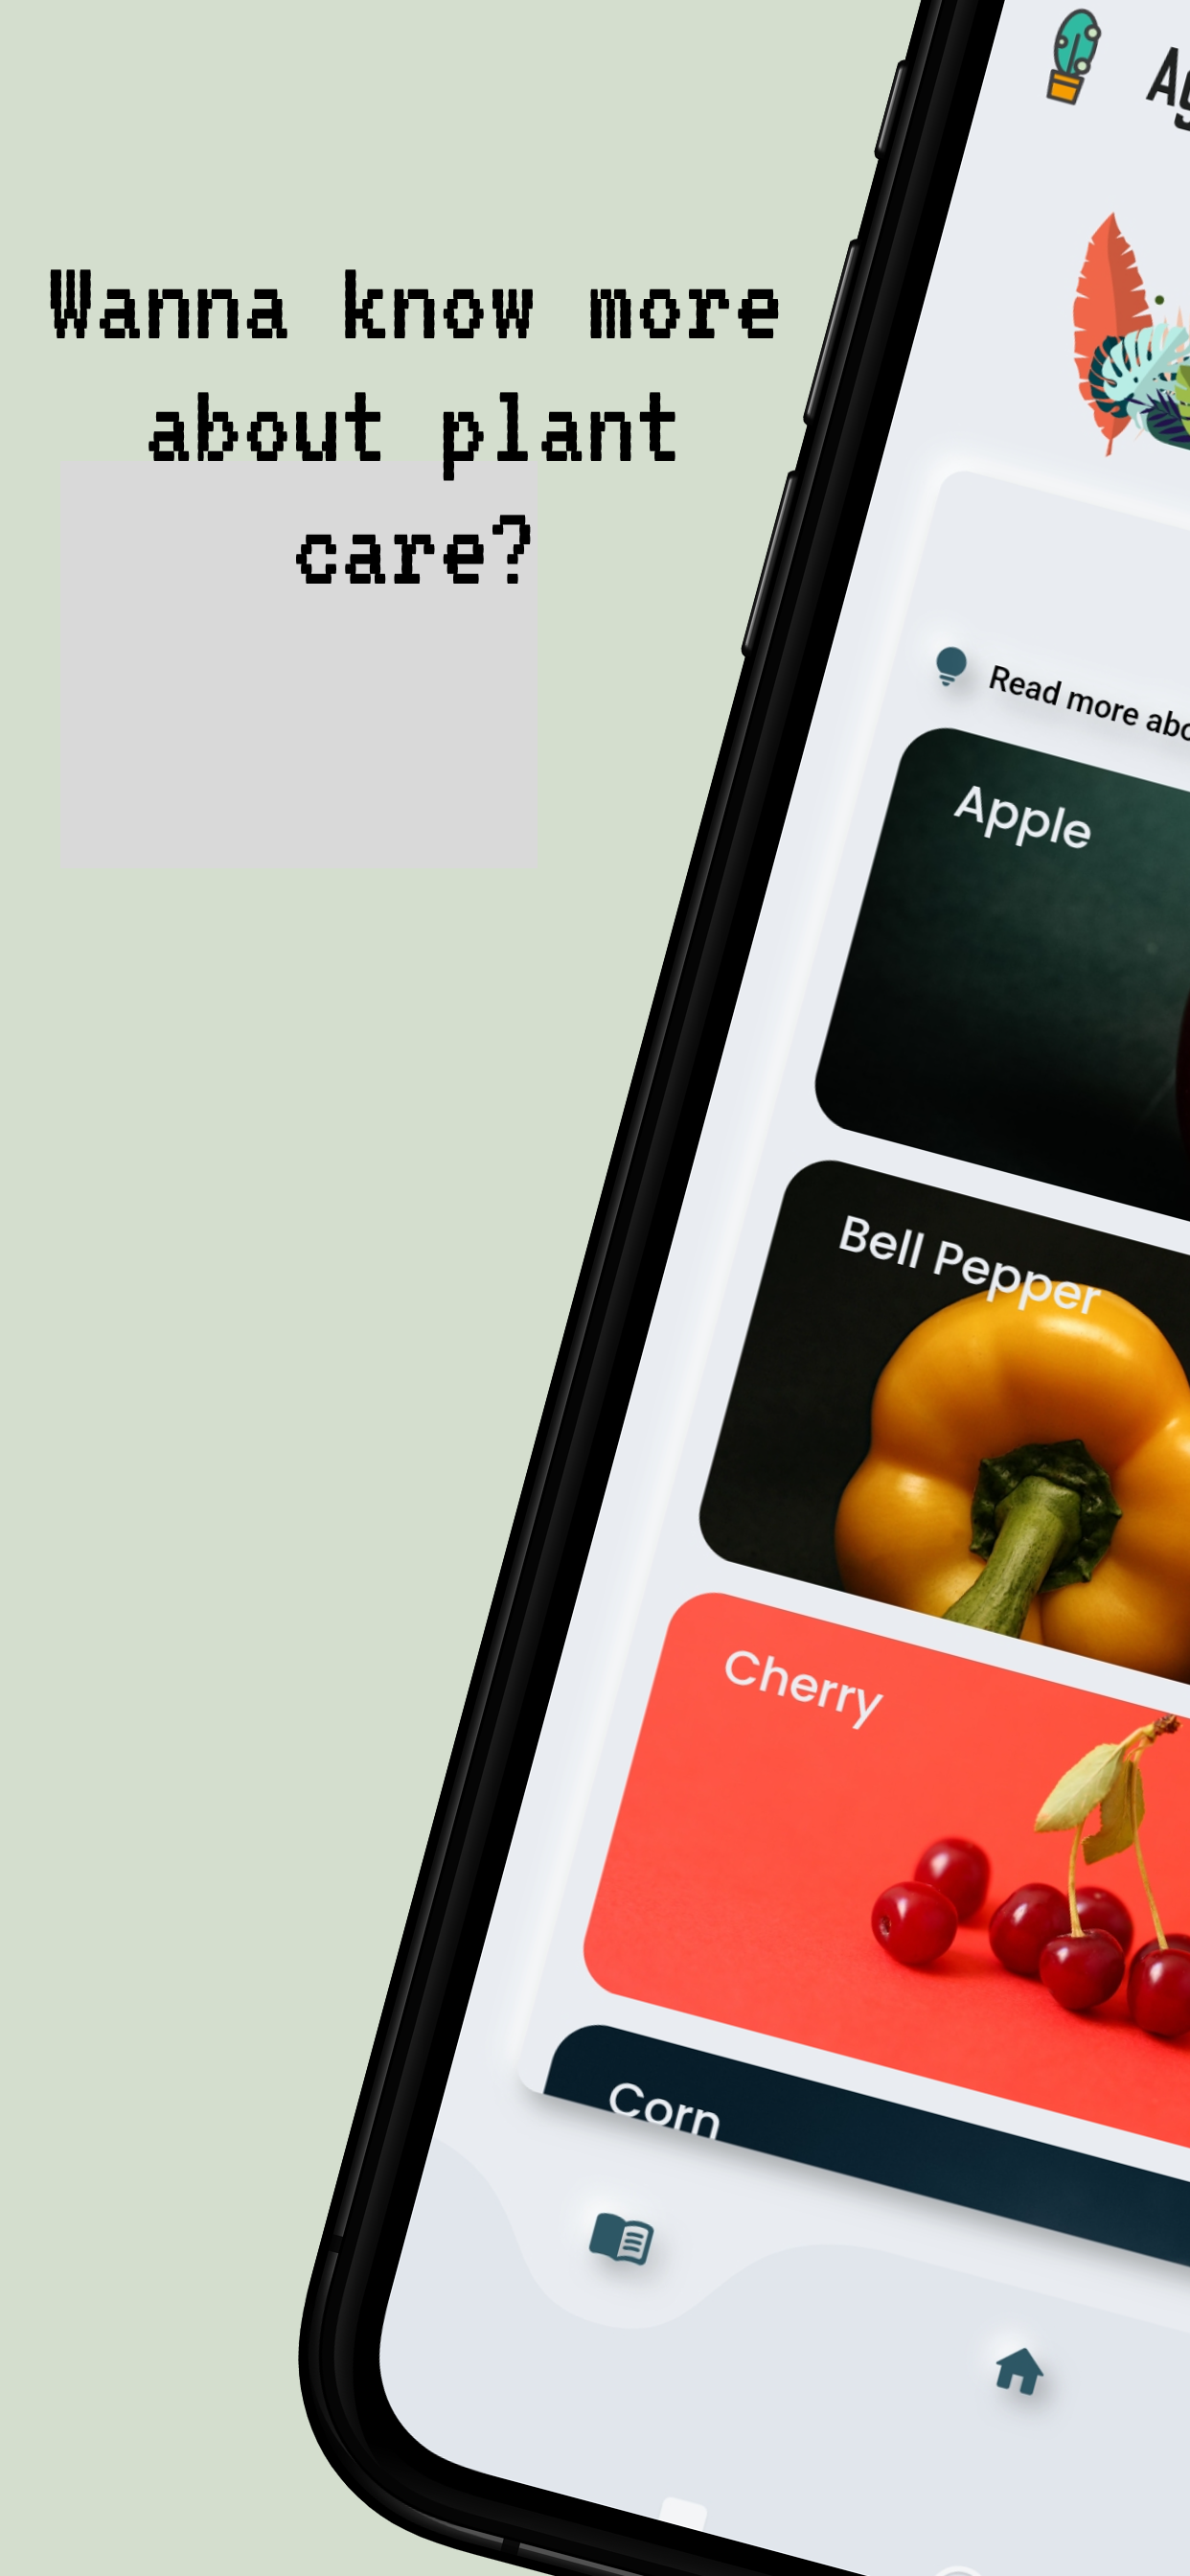 Wanna know more
about plant
care?
Ag
Read more abo
Apple
Bell Pepper
Cherry
Corn